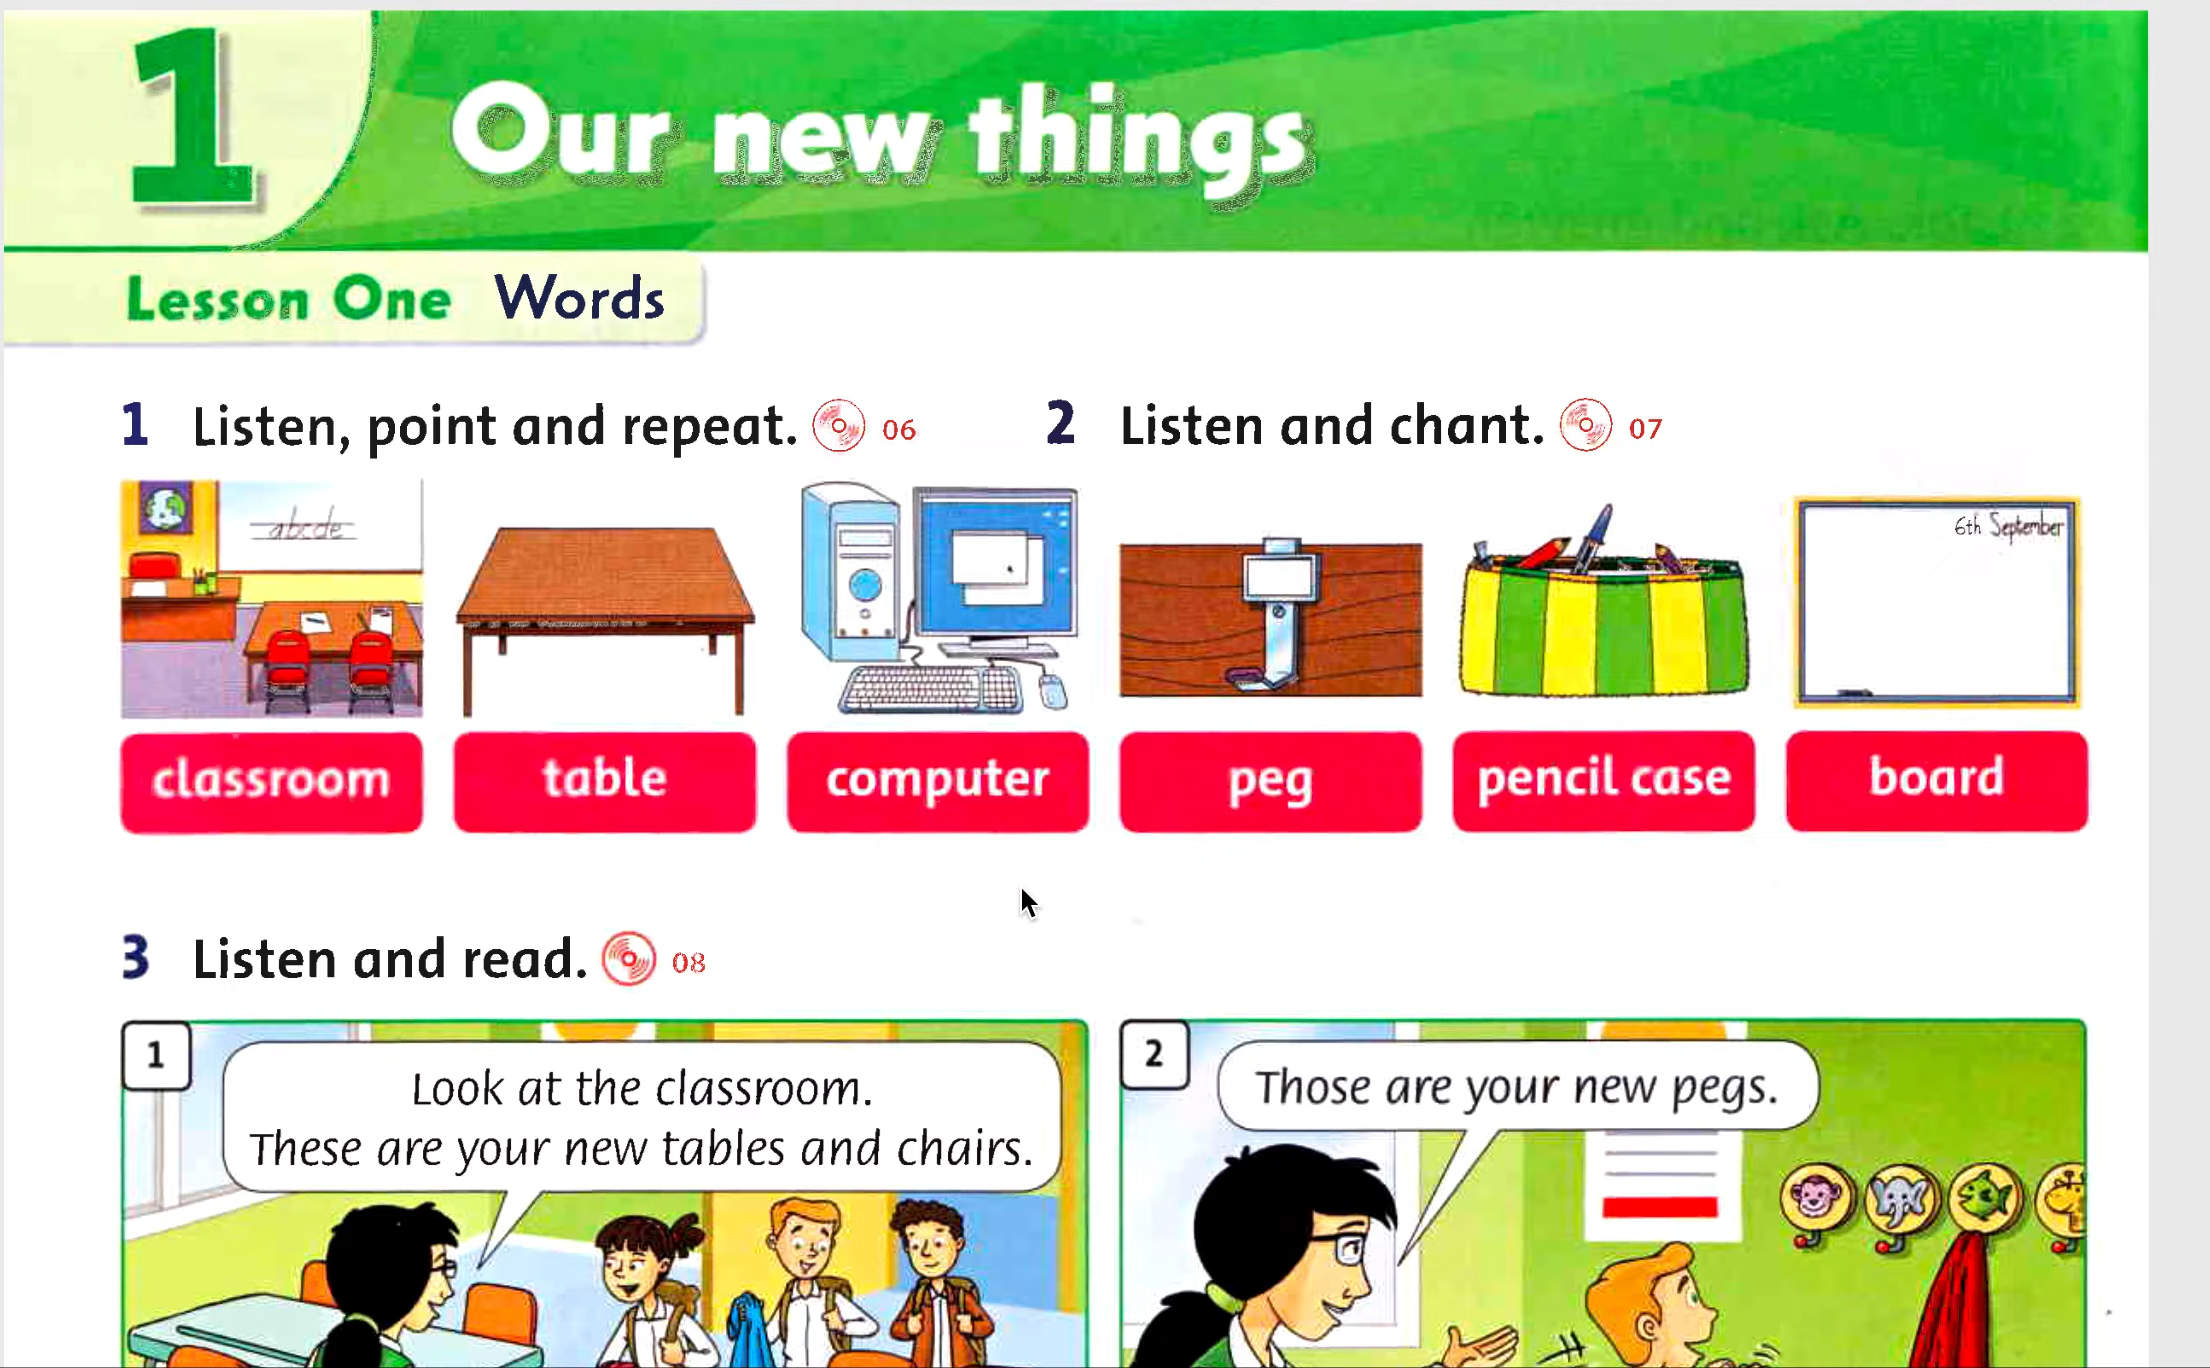 1
Our new things
Lesson One Words
1 Listen, point and repeat. 06
2 Listen and chant. 07
abcde
6th September
classroom
table
computer
peg
pencil case
board
3 Listen and read. 08
1
Look at the classroom.
These are your new tables and chairs.
2
Those are your new pegs.